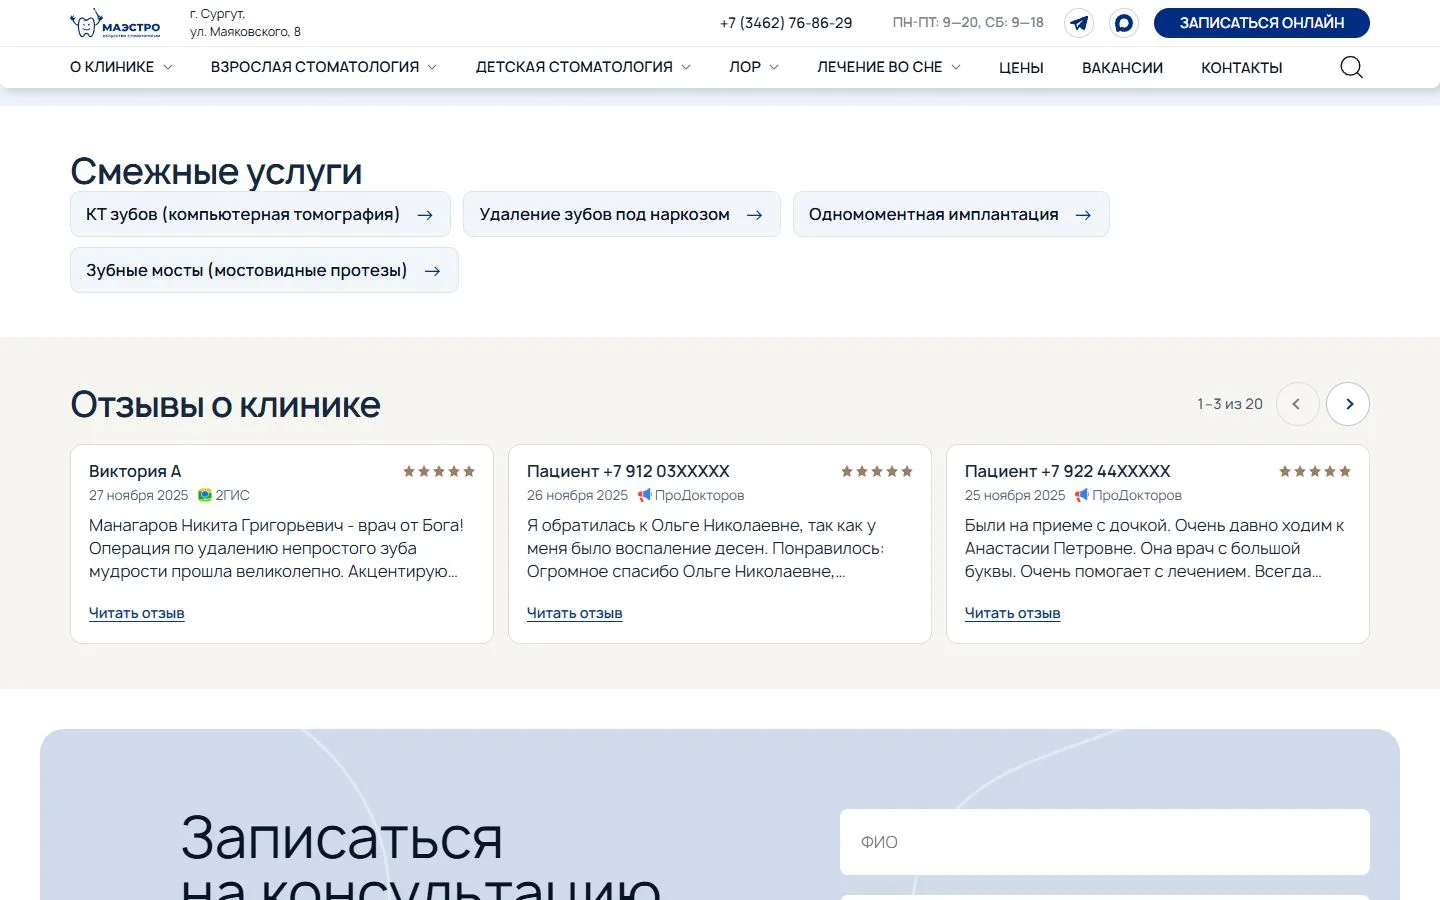 МАЭСТРО
г. Сургут,
ул. Маяковского, 8
+7 (3462) 76-86-29
ПН-ПТ: 9—20, СБ: 9—18
ЗАПИСАТЬСЯ ОНЛАЙН
О КЛИНИКЕ
ВЗРОСЛАЯ СТОМАТОЛОГИЯ
ДЕТСКАЯ СТОМАТОЛОГИЯ
ЛОР
ЛЕЧЕНИЕ ВО СНЕ
ЦЕНЫ
ВАКАНСИИ
КОНТАКТЫ
Смежные услуги
КТ зубов (компьютерная томография)
Удаление зубов под наркозом
Одномоментная имплантация
Зубные мосты (мостовидные протезы)
Отзывы о клинике
1–3 из 20
Виктория А
27 ноября 2025 2ГИС
Манагаров Никита Григорьевич - врач от Бога!
Операция по удалению непростого зуба
мудрости прошла великолепно. Акцентирую...
Читать отзыв
Пациент +7 912 03XXXXX
26 ноября 2025 ПроДокторов
Я обратилась к Ольге Николаевне, так как у
меня было воспаление десен. Понравилось:
Огромное спасибо Ольге Николаевне,...
Читать отзыв
Пациент +7 922 44XXXXX
25 ноября 2025 ПроДокторов
Были на приеме с дочкой. Очень давно ходим к
Анастасии Петровне. Она врач с большой
буквы. Очень помогает с лечением. Всегда...
Читать отзыв
Записаться
на консультацию
ФИО